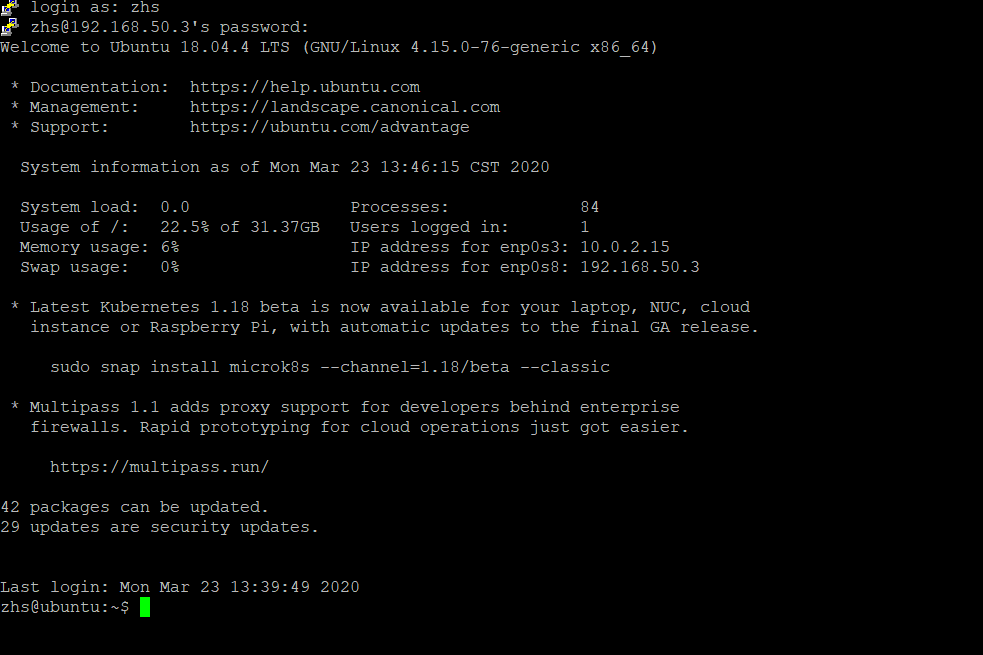 login as: zhs
zhs@192.168.50.3's password:
Welcome to Ubuntu 18.04.4 LTS (GNU/Linux 4.15.0-76-generic x86_64)
* Documentation:  https://help.ubuntu.com
* Management:     https://landscape.canonical.com
* Support:        https://ubuntu.com/advantage
System information as of Mon Mar 23 13:46:15 CST 2020
System load:  0.0                Processes:             84
Usage of /:   22.5% of 31.37GB   Users logged in:       1
Memory usage: 6%                 IP address for enp0s3: 10.0.2.15
Swap usage:   0%                 IP address for enp0s8: 192.168.50.3
* Latest Kubernetes 1.18 beta is now available for your laptop, NUC, cloud
instance or Raspberry Pi, with automatic updates to the final GA release.
sudo snap install microk8s --channel=1.18/beta --classic
* Multipass 1.1 adds proxy support for developers behind enterprise
firewalls. Rapid prototyping for cloud operations just got easier.
https://multipass.run/
42 packages can be updated.
29 updates are security updates.
Last login: Mon Mar 23 13:39:49 2020
zhs@ubuntu:~$